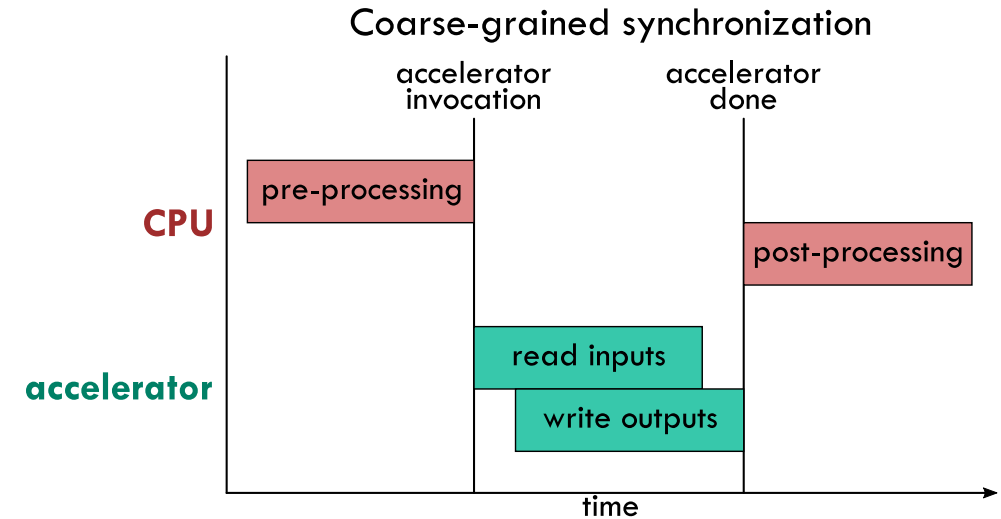 Coarse-grained synchronization
accelerator
invocation
accelerator
done
pre-processing
CPU
post-processing
read inputs
accelerator
write outputs
time